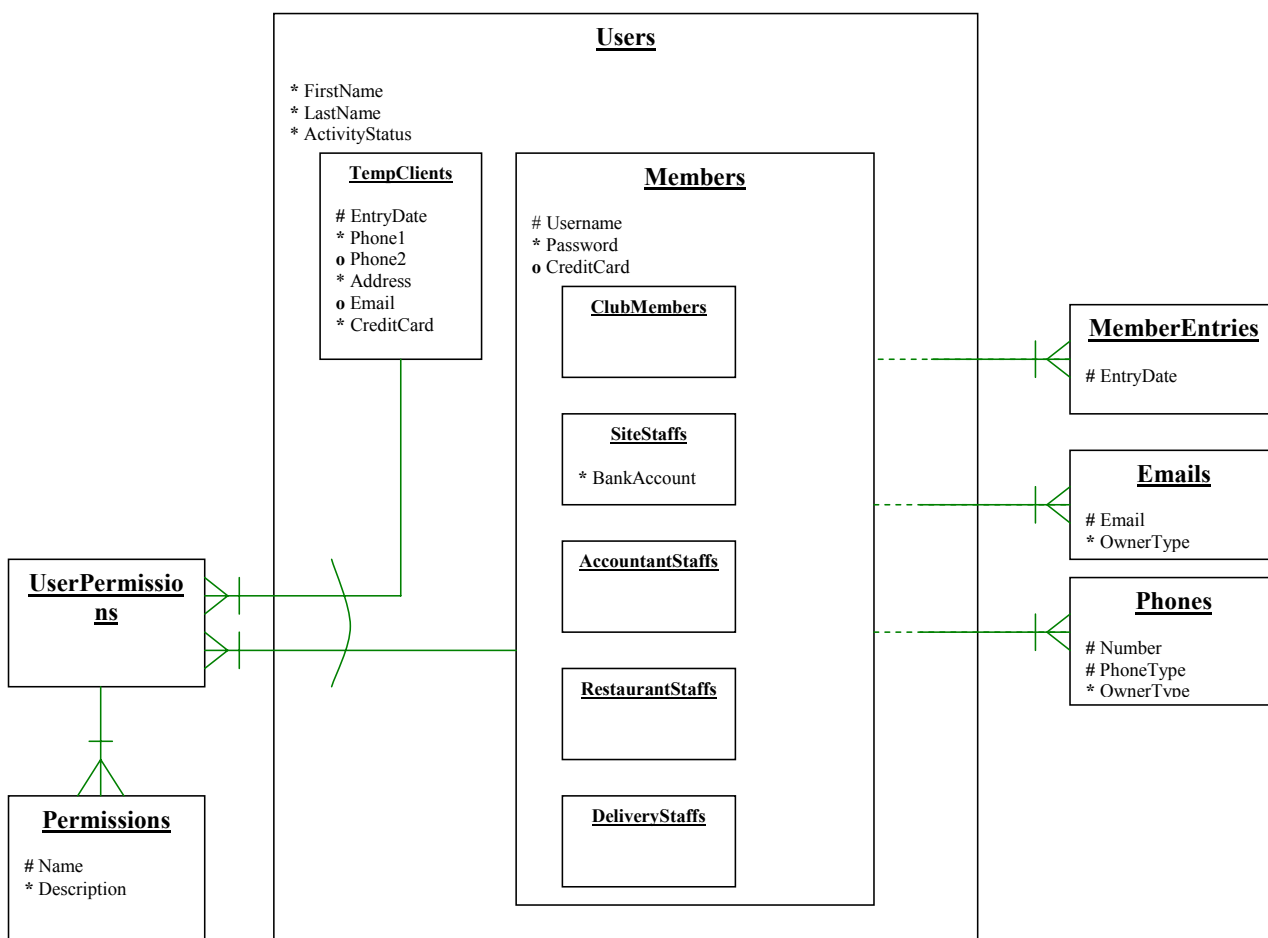 Users
* FirstName
* LastName
* ActivityStatus
TempClients
# EntryDate
* Phone1
o Phone2
* Address
o Email
* CreditCard
Members
# Username
* Password
o CreditCard
ClubMembers
SiteStaffs
* BankAccount
AccountantStaffs
RestaurantStaffs
DeliveryStaffs
MemberEntries
# EntryDate
Emails
# Email
* OwnerType
Phones
# Number
# PhoneType
* OwnerType
UserPermissio
ns
Permissions
# Name
* Description